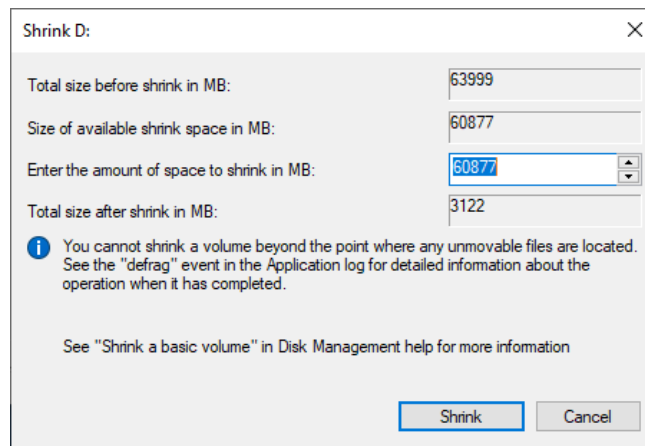 Shrink D:
Total size before shrink in MB: 63999
Size of available shrink space in MB: 60877
Enter the amount of space to shrink in MB: 60877
Total size after shrink in MB: 3122
You cannot shrink a volume beyond the point where any unmovable files are located.
See the "defrag" event in the Application log for detailed information about the
operation when it has completed.
See "Shrink a basic volume" in Disk Management help for more information
Shrink Cancel